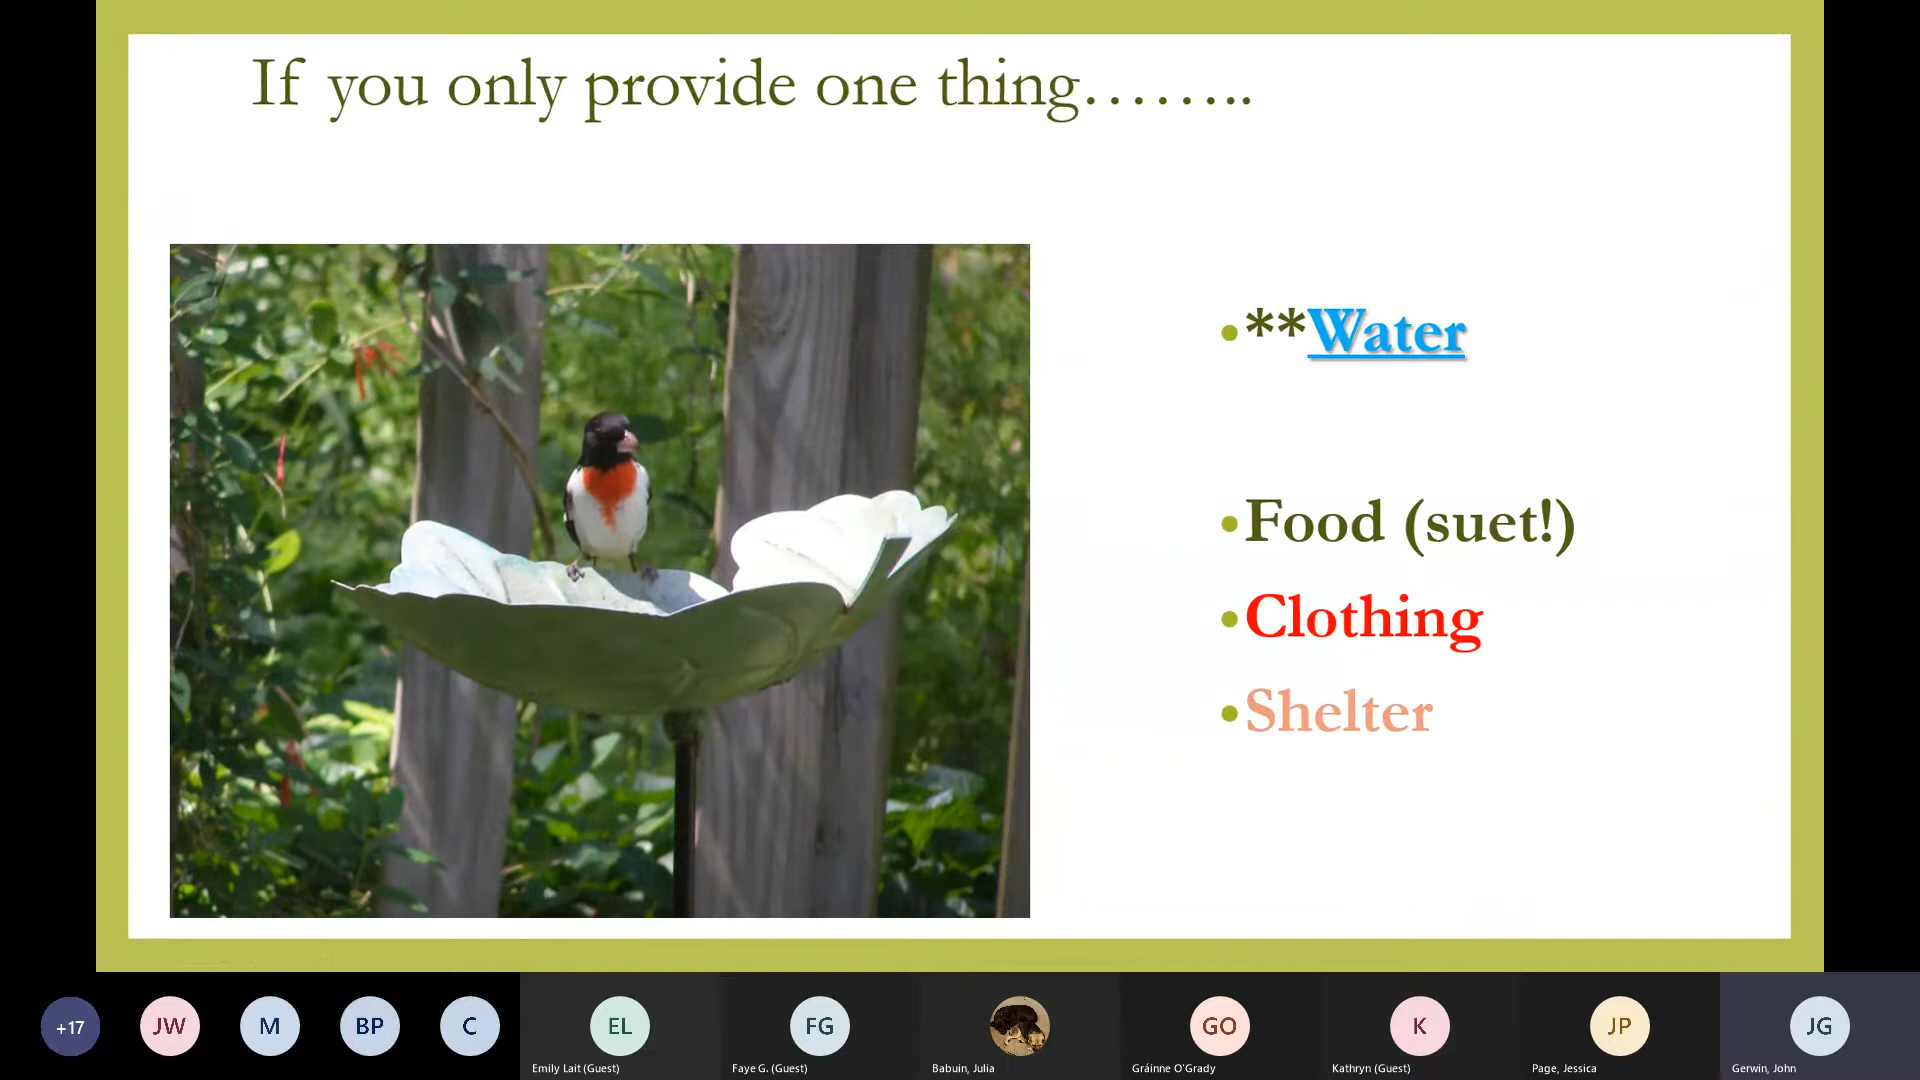 If you only provide one thing……..
•**Water
•Food (suet!)
•Clothing
•Shelter
+17
JW
M
BP
C
EL
FG
GO
K
JP
JG
Emily Lait (Guest)
Faye G. (Guest)
Babuin, Julia
Gráinne O'Grady
Kathryn (Guest)
Page, Jessica
Gerwin, John